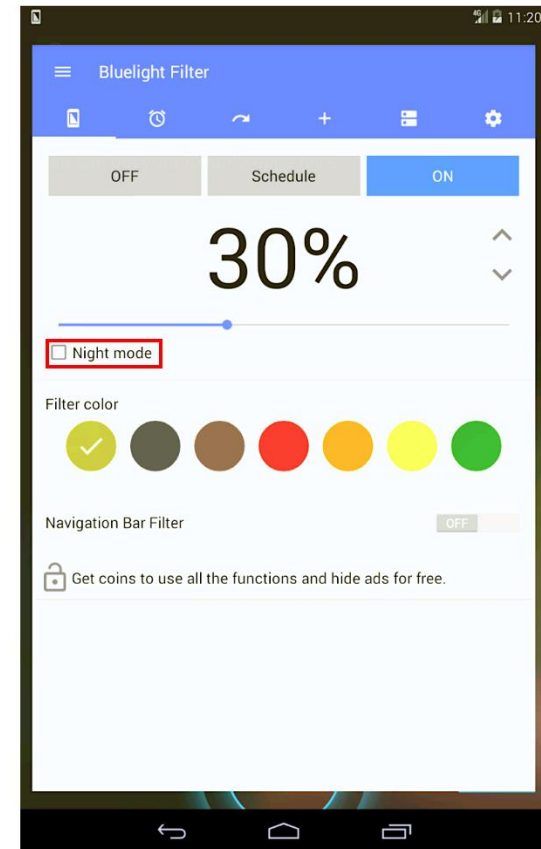 4G 11:20
Bluelight Filter
OFF Schedule ON
30%
Night mode
Filter color
Navigation Bar Filter OFF
Get coins to use all the functions and hide ads for free.